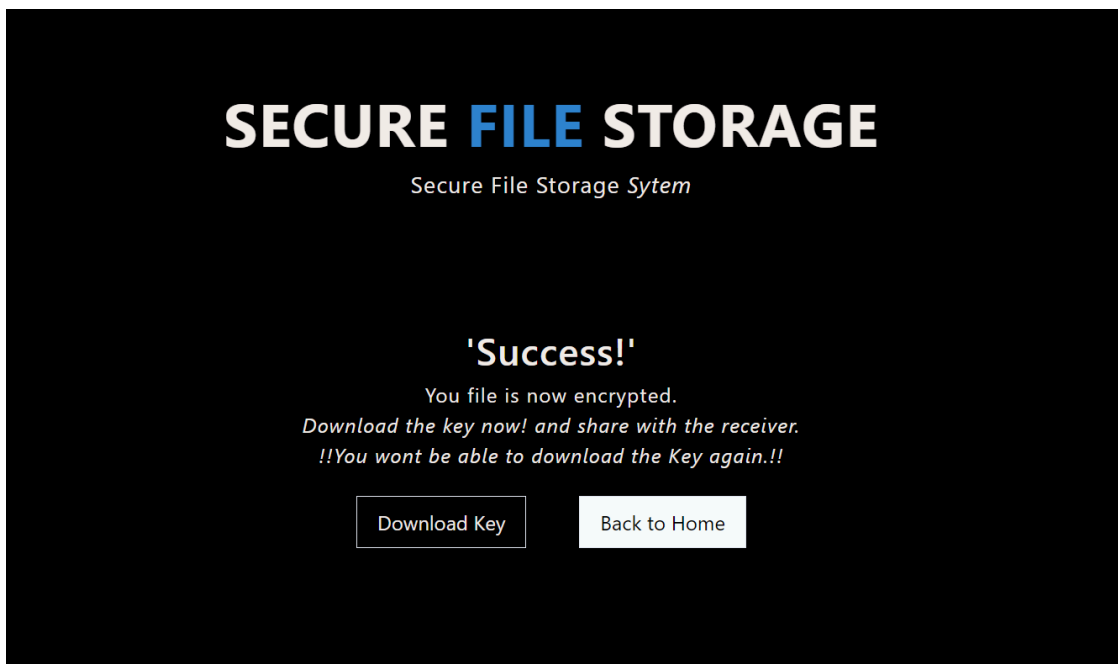 SECURE FILE STORAGE
Secure File Storage Sytem
'Success!'
You file is now encrypted.
Download the key now! and share with the receiver.
!!You wont be able to download the Key again.!!
Download Key
Back to Home